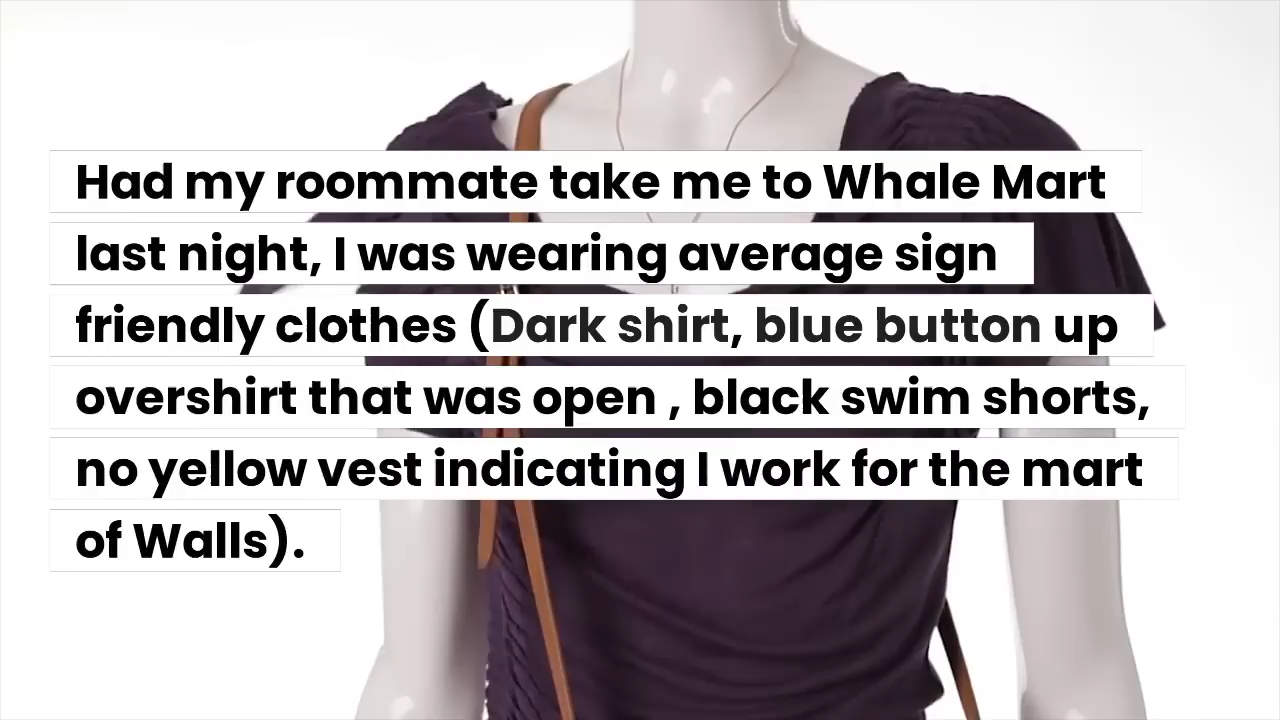 Had my roommate take me to Whale Mart
last night, I was wearing average sign
friendly clothes (Dark shirt, blue button up
overshirt that was open , black swim shorts,
no yellow vest indicating I work for the mart
of Walls).